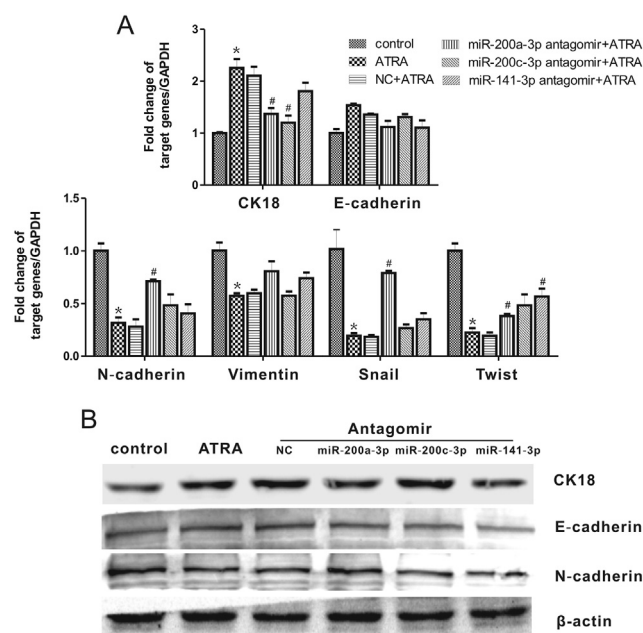 A
control
ATRA
NC+ATRA
miR-200a-3p antagomir+ATRA
miR-200c-3p antagomir+ATRA
miR-141-3p antagomir+ATRA
Fold change of
target genes/GAPDH
3
2
1
0
*
#
#
CK18
E-cadherin
Fold change of
target genes/GAPDH
1.5
1.0
0.5
0.0
*
#
*
*
#
*
#
#
N-cadherin
Vimentin
Snail
Twist
B
Antagomir
control
ATRA
NC
miR-200a-3p
miR-200c-3p
miR-141-3p
CK18
E-cadherin
N-cadherin
β-actin